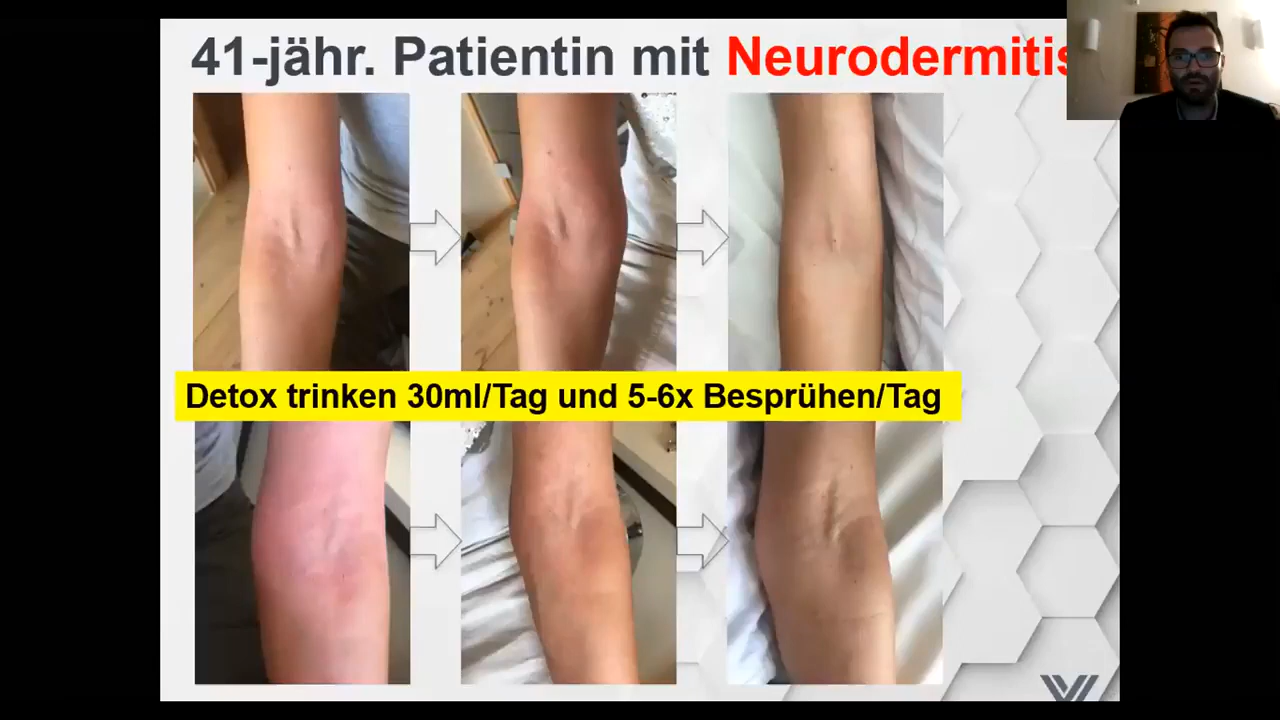 41-jähr. Patientin mit Neurodermitis
Detox trinken 30ml/Tag und 5-6x Besprühen/Tag